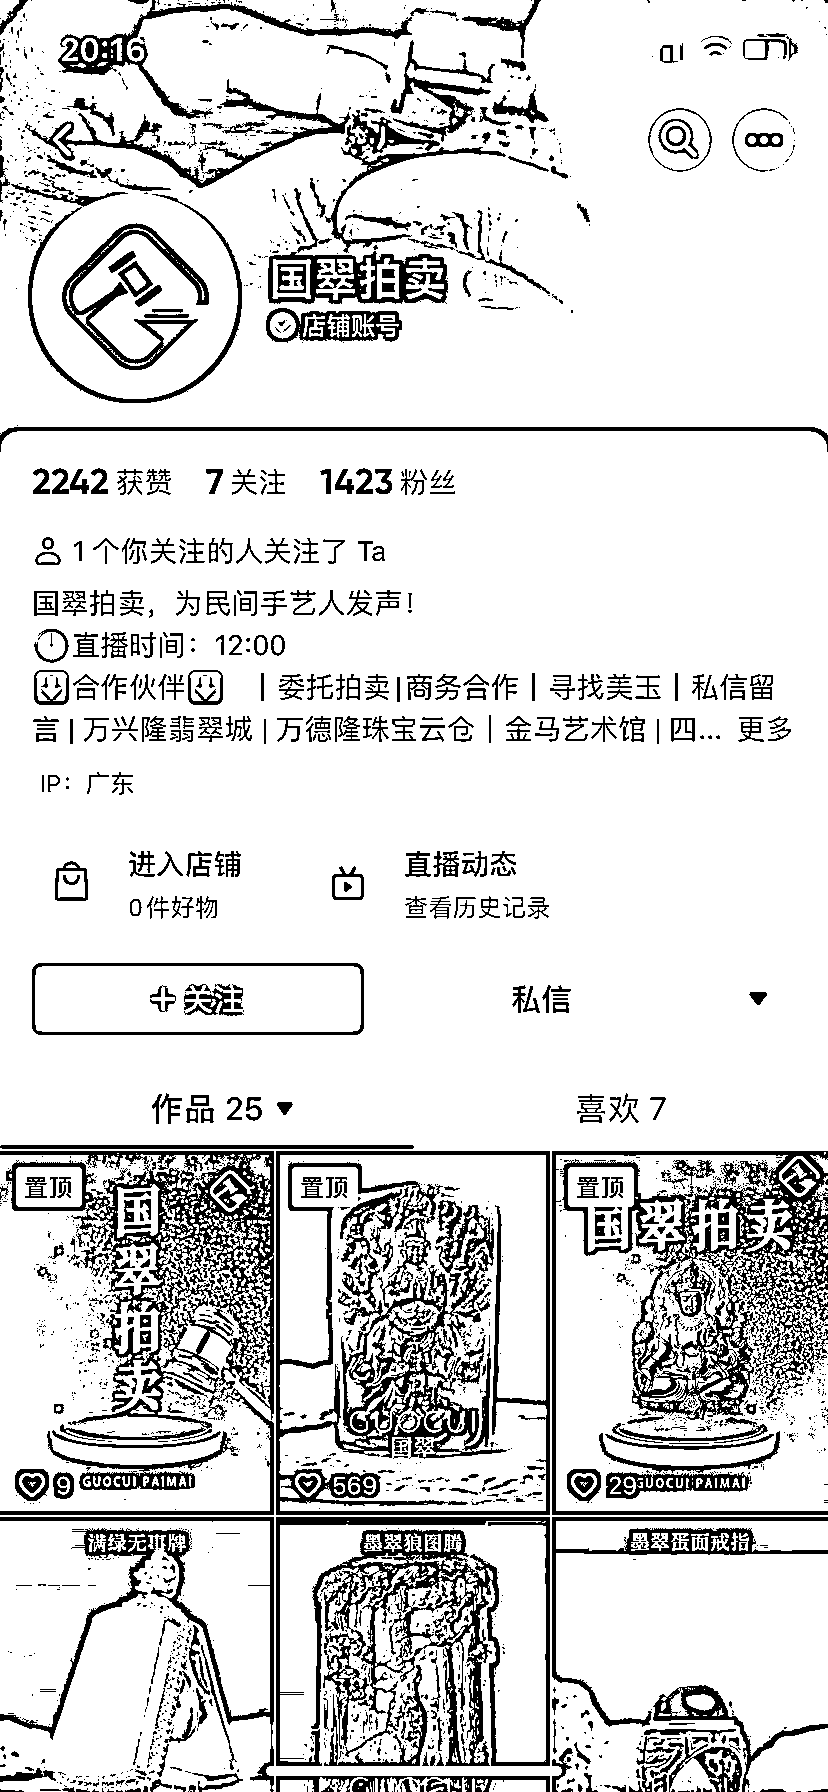 20:16
国翠拍卖
店铺账号
2242 获赞 7 关注 1423 粉丝
1 个你关注的人关注了 Ta
国翠拍卖，为民间手艺人发声！
直播时间：12:00
合作伙伴 | 委托拍卖 | 商务合作 | 寻找美玉 | 私信留
言 | 万兴隆翡翠城 | 万德隆珠宝云仓 | 金马艺术馆 | 四... 更多
IP：广东
进入店铺 直播动态
0件好物 查看历史记录
关注 私信
作品 25 喜欢 7
置顶
国翠拍卖
9 GUOCUI PAIMAI
置顶
GUOCUI
国翠
569
置顶
国翠拍卖
29 GUOCUI PAIMAI
满绿无事牌
墨翠狼图腾
墨翠蛋面戒指